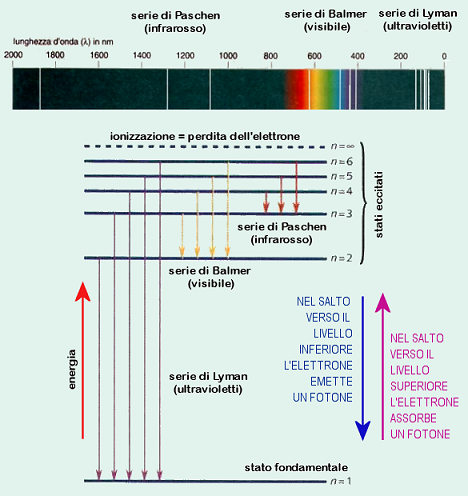 serie di Paschen
(infrarosso)
serie di Balmer
(visibile)
serie di Lyman
(ultravioletti)
lunghezza d'onda (λ) in nm
2000 1800 1600 1400 1200 1000 800 600 400 200 0
ionizzazione = perdita dell'elettrone
n=∞
n=6
n=5
n=4
n=3
serie di Paschen
(infrarosso)
n=2
serie di Balmer
(visibile)
stati eccitati
energia
serie di Lyman
(ultravioletti)
NEL SALTO
VERSO IL
LIVELLO
INFERIORE
L'ELETTRONE
EMETTE
UN FOTONE
NEL SALTO
VERSO IL
LIVELLO
SUPERIORE
L'ELETTRONE
ASSORBE
UN FOTONE
stato fondamentale
n=1